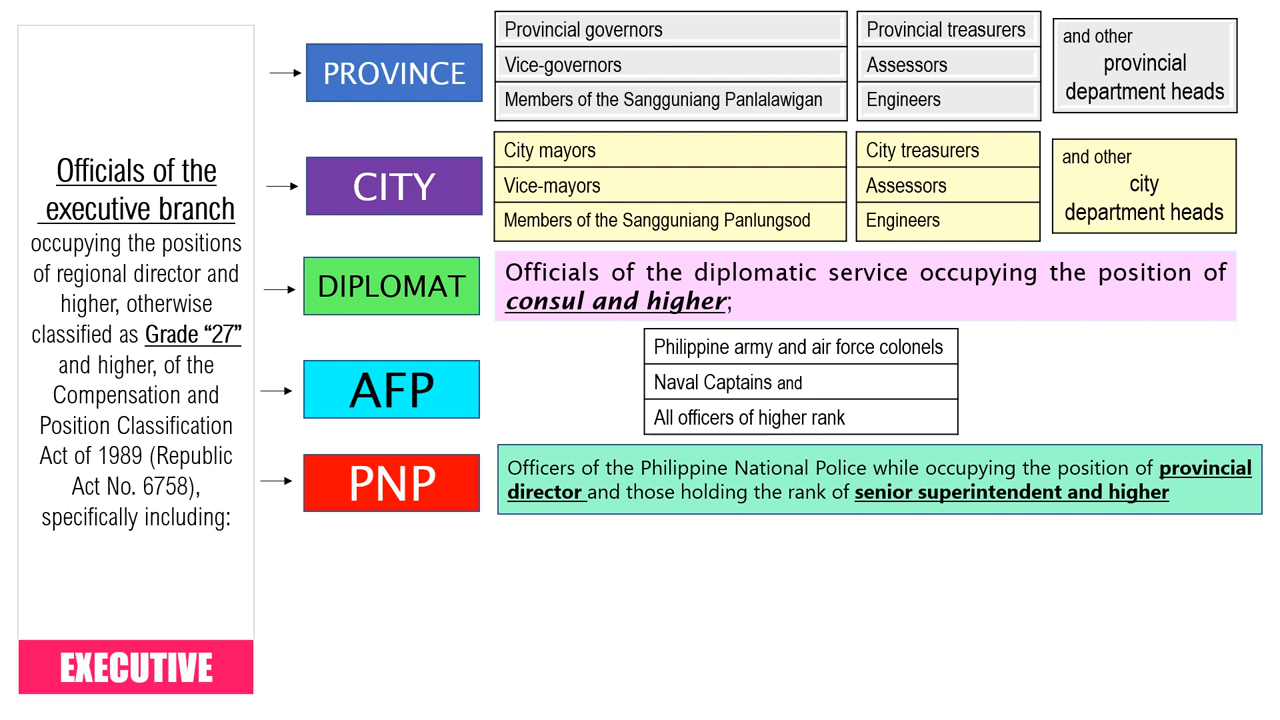 Officials of the
executive branch
occupying the positions
of regional director and
higher, otherwise
classified as Grade “27”
and higher, of the
Compensation and
Position Classification
Act of 1989 (Republic
Act No. 6758),
specifically including:
EXECUTIVE
PROVINCE
Provincial governors
Vice-governors
Members of the Sangguniang Panlalawigan
Provincial treasurers
Assessors
Engineers
and other
provincial
department heads
CITY
City mayors
Vice-mayors
Members of the Sangguniang Panlungsod
City treasurers
Assessors
Engineers
and other
city
department heads
DIPLOMAT
Officials of the diplomatic service occupying the position of
consul and higher;
AFP
Philippine army and air force colonels
Naval Captains and
All officers of higher rank
PNP
Officers of the Philippine National Police while occupying the position of provincial
director and those holding the rank of senior superintendent and higher